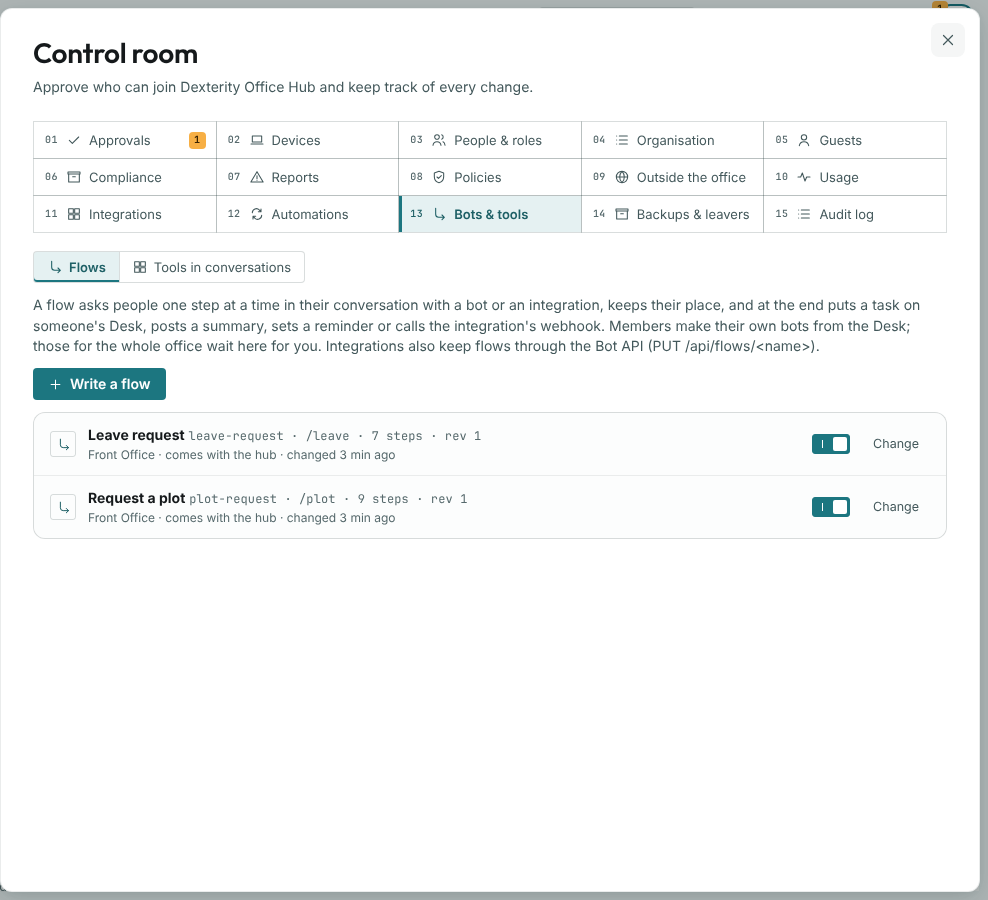 1
Control room
Approve who can join Dexterity Office Hub and keep track of every change.
01 Approvals 1 02 Devices 03 People & roles 04 Organisation 05 Guests
06 Compliance 07 Reports 08 Policies 09 Outside the office 10 Usage
11 Integrations 12 Automations 13 Bots & tools 14 Backups & leavers 15 Audit log
Flows Tools in conversations
A flow asks people one step at a time in their conversation with a bot or an integration, keeps their place, and at the end puts a task on
someone's Desk, posts a summary, sets a reminder or calls the integration's webhook. Members make their own bots from the Desk;
those for the whole office wait here for you. Integrations also keep flows through the Bot API (PUT /api/flows/<name>).
+ Write a flow
Leave request leave-request · /leave · 7 steps · rev 1
Front Office · comes with the hub · changed 3 min ago
Change
Request a plot plot-request · /plot · 9 steps · rev 1
Front Office · comes with the hub · changed 3 min ago
Change